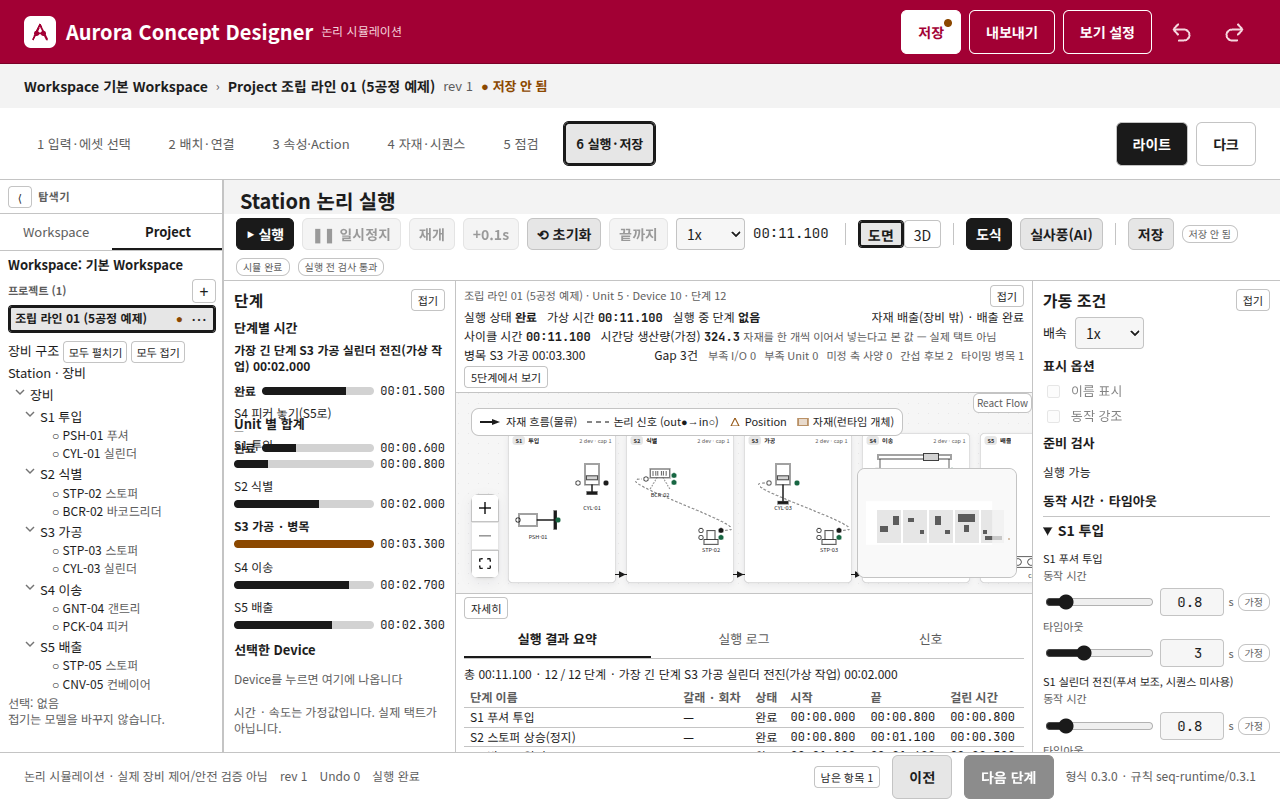 Aurora Concept Designer 논리 시뮬레이션 저장 내보내기 보기 설정
Workspace 기본 Workspace › Project 조립 라인 01 (5공정 예제) rev 1 ● 저장 안 됨
1 입력·에셋 선택 2 배치·연결 3 속성·Action 4 자재·시퀀스 5 점검 6 실행·저장 라이트 다크
탐색기
Workspace Project
Workspace: 기본 Workspace
프로젝트 (1) +
조립 라인 01 (5공정 예제) ● ···
장비 구조 모두 펼치기 모두 접기
Station · 장비
장비
S1 투입
○ PSH-01 푸셔
○ CYL-01 실린더
S2 식별
○ STP-02 스토퍼
○ BCR-02 바코드리더
S3 가공
○ STP-03 스토퍼
○ CYL-03 실린더
S4 이송
○ GNT-04 갠트리
○ PCK-04 피커
S5 배출
○ STP-05 스토퍼
○ CNV-05 컨베이어
선택: 없음
접기는 모델을 바꾸지 않습니다.
Station 논리 실행
▸ 실행 ❚❚ 일시정지 재개 +0.1s ⟲ 초기화 끝까지 1x 00:11.100 도면 3D 도식 실사풍(AI) 저장 저장 안 됨
시뮬 완료 실행 전 검사 통과
단계 접기
단계별 시간
가장 긴 단계 S3 가공 실린더 전진(상하 작업) 00:02.000
완료 00:01.500
S4 피커 놓기(S5로)
Unit 별 합계
S1 투입
완료 00:00.600
00:00.800
S2 식별
00:02.000
S3 가공 · 병목
00:03.300
S4 이송
00:02.700
S5 배출
00:02.300
선택한 Device
Device를 누르면 여기에 나옵니다
시간 · 속도는 가정값입니다. 실제 택트가 아닙니다.
조립 라인 01 (5공정 예제) · Unit 5 · Device 10 · 단계 12 접기
실행 상태 완료 가상 시간 00:11.100 실행 중 단계 없음 자재 배출(장비 밖) · 배출 완료
사이클 시간 00:11.100 시간당 생산량(가정) 324.3 자재를 한 개씩 이어서 넣는다고 본 값 — 실제 택트 아님
병목 S3 가공 00:03.300 Gap 3건 부족 I/O 0 부족 Unit 0 미정 축 사양 0 간섭 후보 2 타이밍 병목 1
5단계에서 보기
React Flow
자재 흐름(물류) 논리 신호 (out●→in○) Position 자재(런타임 개체)
S1 투입 2 dev · cap 1 S2 식별 2 dev · cap 1 S3 가공 2 dev · cap 1 S4 이송 2 dev · cap 1 S5 배출
BCR-02
CYL-01 CYL-03
PSH-01 STP-02 STP-03
자세히
실행 결과 요약 실행 로그 신호
총 00:11.100 · 12 / 12 단계 · 가장 긴 단계 S3 가공 실린더 전진(상하 작업) 00:02.000
단계 이름 갈래 · 회차 상태 시작 끝 걸린 시간
S1 푸셔 투입 — 완료 00:00.000 00:00.800 00:00.800
S2 스토퍼 상승(정지) — 완료 00:00.800 00:01.100 00:00.300
가동 조건 접기
배속 1x
표시 옵션
이름 표시
동작 강조
준비 검사
실행 가능
동작 시간 · 타임아웃
▼ S1 투입
S1 푸셔 투입
동작 시간
0.8 s 가정
타임아웃
3 s 가정
S1 실린더 전진(푸셔 보조, 시퀀스 미사용)
동작 시간
0.8 s 가정
타임아웃
논리 시뮬레이션 · 실제 장비 제어/안전 검증 아님 rev 1 Undo 0 실행 완료 남은 항목 1 이전 다음 단계 형식 0.3.0 · 규칙 seq-runtime/0.3.1